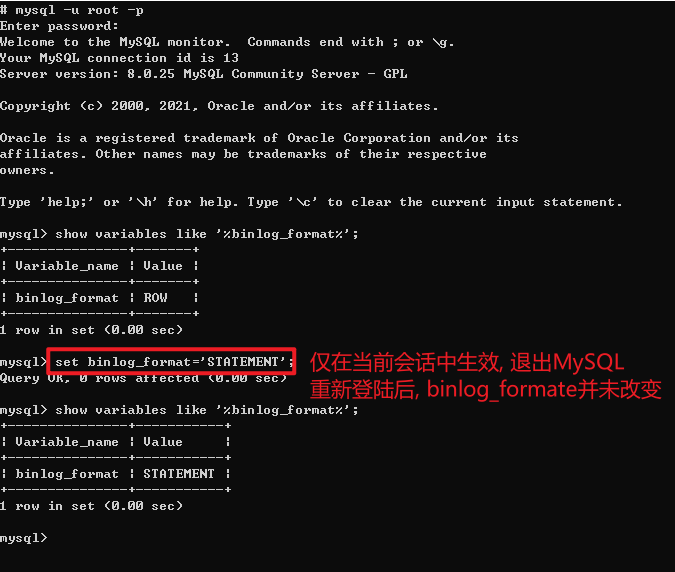 # mysql -u root -p
Enter password:
Welcome to the MySQL monitor.  Commands end with ; or \g.
Your MySQL connection id is 13
Server version: 8.0.25 MySQL Community Server - GPL
Copyright (c) 2000, 2021, Oracle and/or its affiliates.
Oracle is a registered trademark of Oracle Corporation and/or its
affiliates. Other names may be trademarks of their respective
owners.
Type 'help;' or '\h' for help. Type '\c' to clear the current input statement.
mysql> show variables like '%binlog_format%';
+---------------+-------+
| Variable_name | Value |
+---------------+-------+
| binlog_format | ROW   |
+---------------+-------+
1 row in set (0.00 sec)
mysql> set binlog_format='STATEMENT';
仅在当前会话中生效, 退出MySQL
Query OK, 0 rows affected (0.00 sec)
重新登陆后, binlog_formate并未改变
mysql> show variables like '%binlog_format%';
+---------------+-----------+
| Variable_name | Value     |
+---------------+-----------+
| binlog_format | STATEMENT |
+---------------+-----------+
1 row in set (0.00 sec)
mysql>